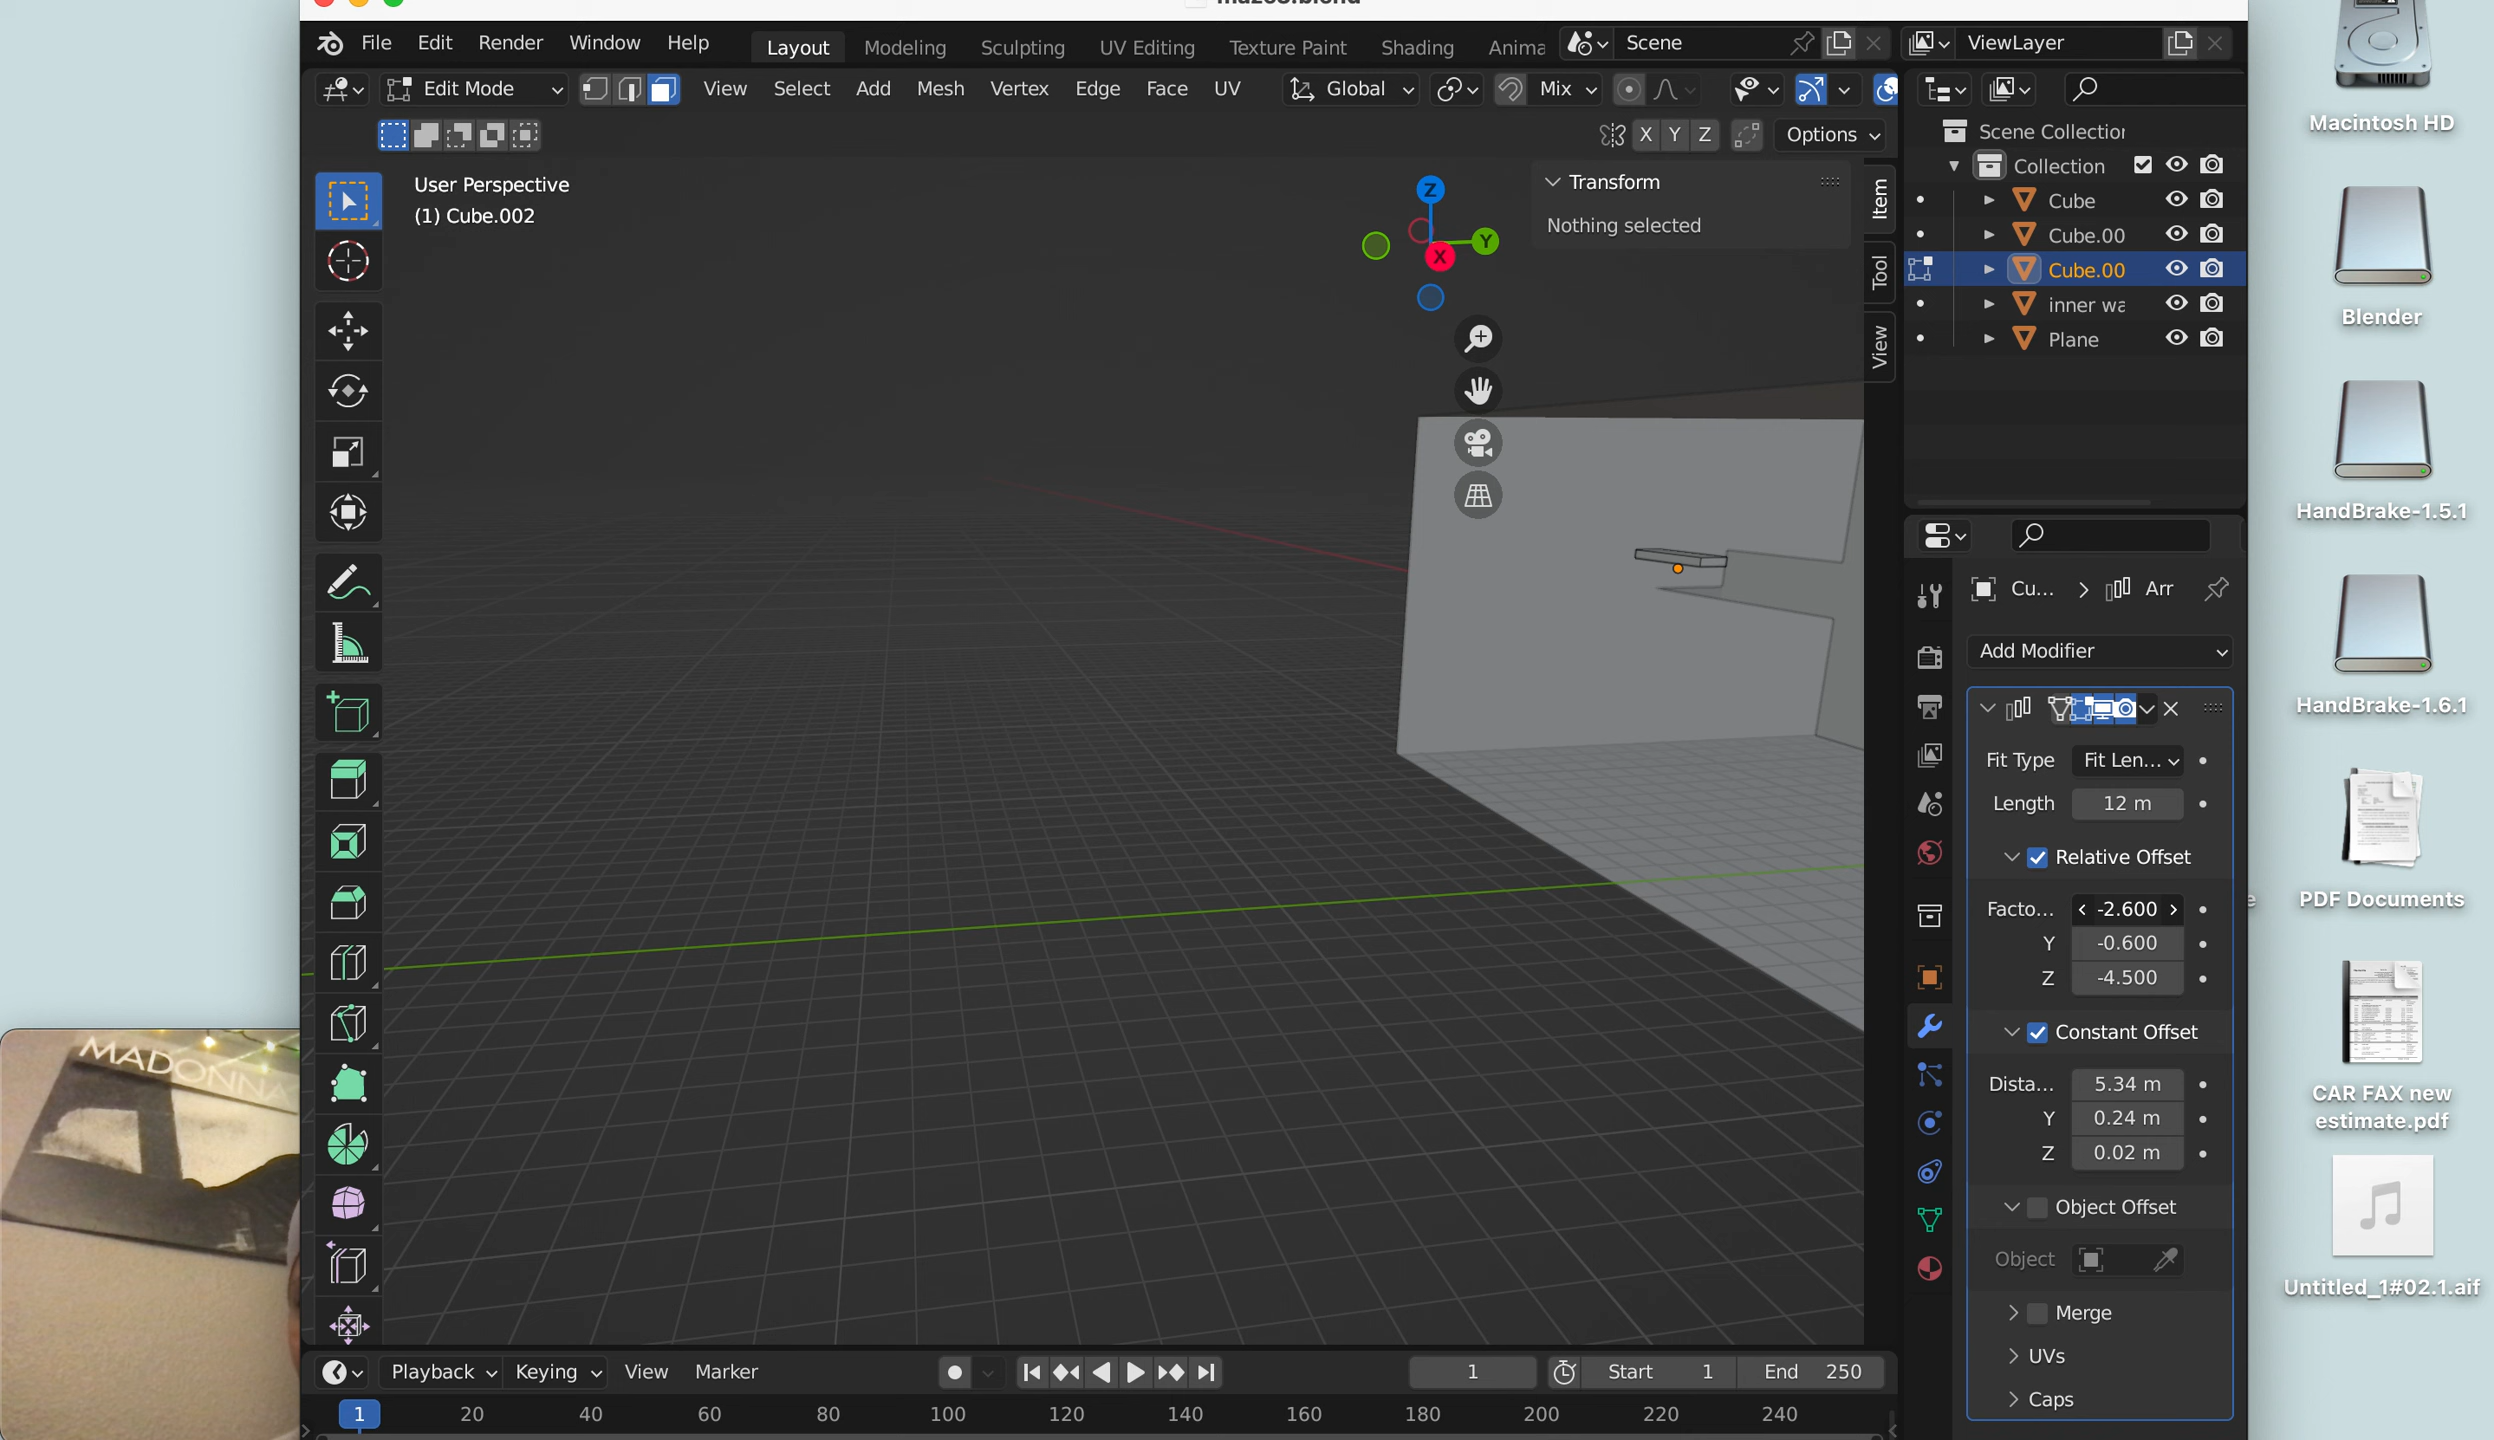 File Edit Render Window Help Layout Modeling Sculpting UV Editing Texture Paint Shading Anima Scene ViewLayer
Edit Mode View Select Add Mesh Vertex Edge Face UV Global Mix
X Y Z Options
User Perspective
(1) Cube.002
Z
Y
X
Transform
Nothing selected
Item
Tool
View
Scene Collection
Collection
Cube
Cube.00
Cube.00
inner wa
Plane
Cu... > Arr
Add Modifier
Fit Type Fit Len...
Length 12 m
Relative Offset
Facto... -2.600
Y -0.600
Z -4.500
Constant Offset
Dista... 5.34 m
Y 0.24 m
Z 0.02 m
Object Offset
Object
Merge
UVs
Caps
Playback Keying View Marker 1 Start 1 End 250
1 20 40 60 80 100 120 140 160 180 200 220 240
Macintosh HD
Blender
HandBrake-1.5.1
HandBrake-1.6.1
PDF Documents
CAR FAX new
estimate.pdf
Untitled_1#02.1.aif
MADONNA